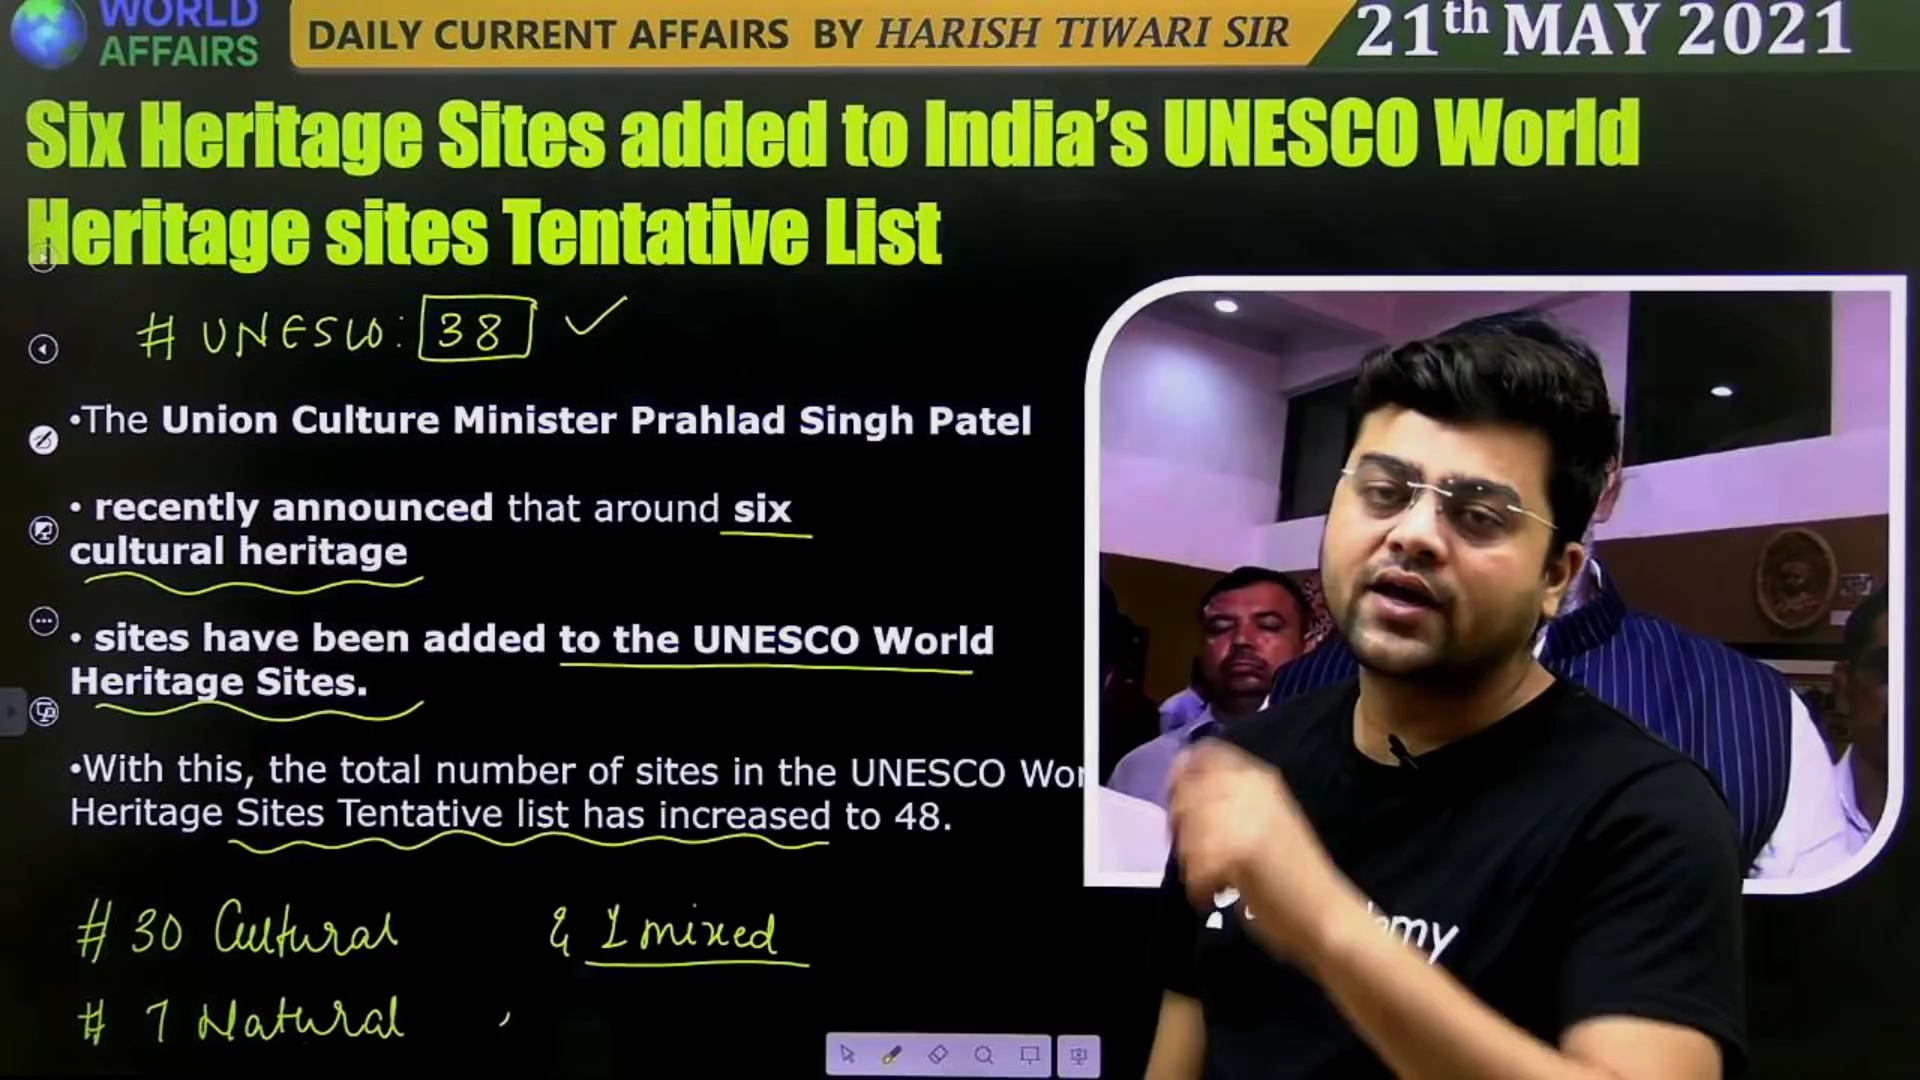 WORLD
AFFAIRS
DAILY CURRENT AFFAIRS BY HARISH TIWARI SIR
21th MAY 2021
Six Heritage Sites added to India’s UNESCO World
Heritage sites Tentative List
# UNESCO: 38 ✓
•The Union Culture Minister Prahlad Singh Patel
• recently announced that around six
cultural heritage
• sites have been added to the UNESCO World
Heritage Sites.
•With this, the total number of sites in the UNESCO Wor
Heritage Sites Tentative list has increased to 48.
# 30 Cultural & 1 mixed
# 7 Natural ,